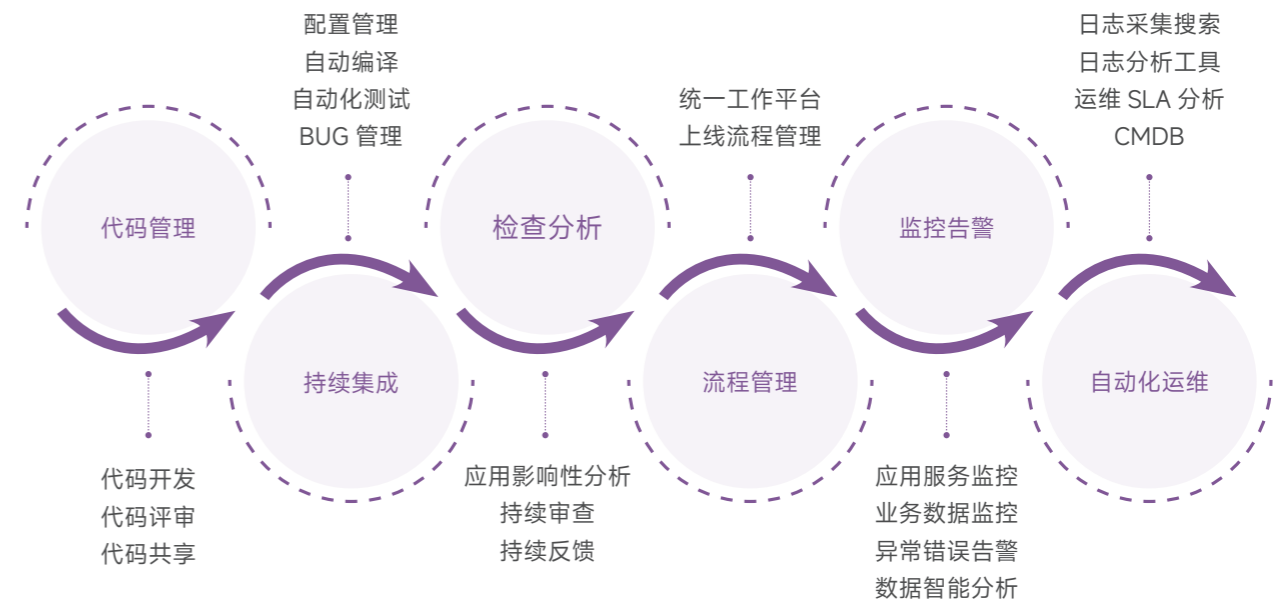 代码管理
代码开发
代码评审
代码共享
配置管理
自动编译
自动化测试
BUG 管理
持续集成
检查分析
应用影响性分析
持续审查
持续反馈
统一工作平台
上线流程管理
流程管理
监控告警
应用服务监控
业务数据监控
异常错误告警
数据智能分析
日志采集搜索
日志分析工具
运维 SLA 分析
CMDB
自动化运维